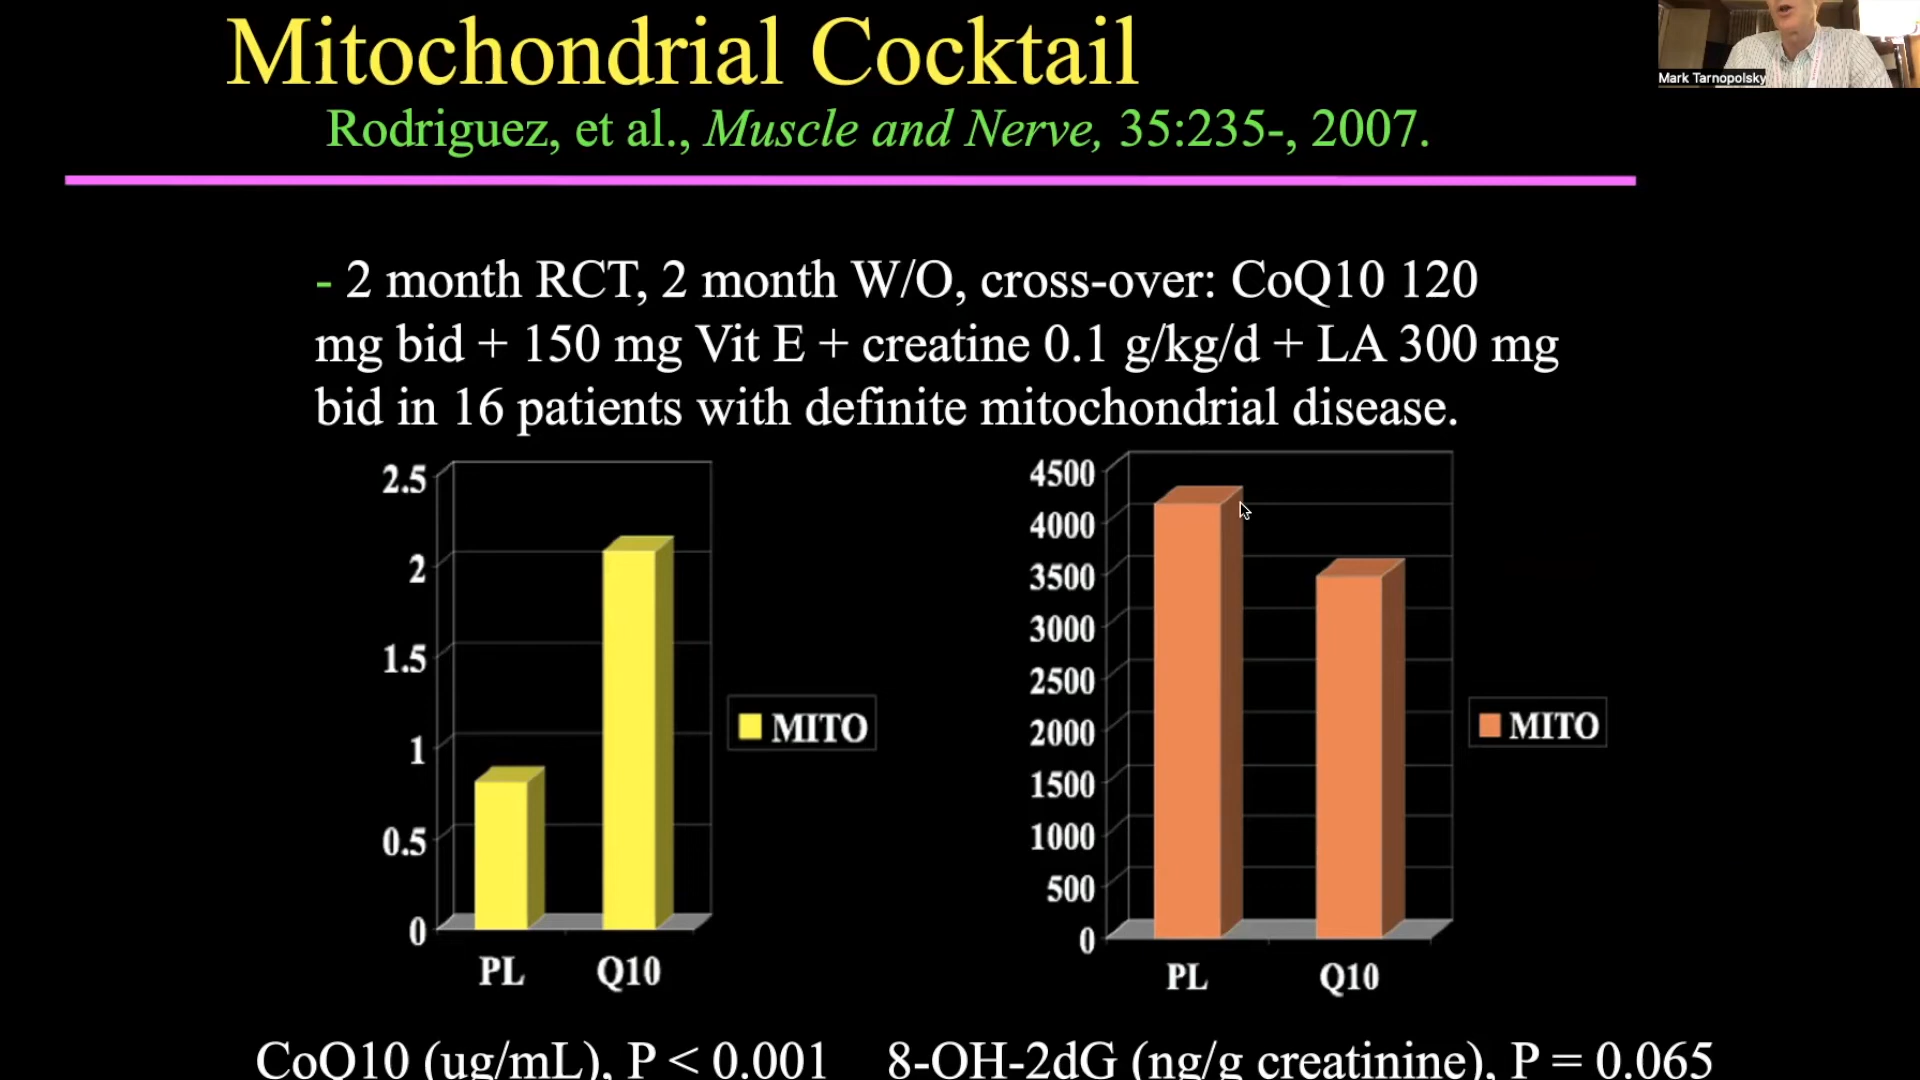 Mitochondrial Cocktail
Mark Tarnopolsky
Rodriguez, et al., Muscle and Nerve, 35:235-, 2007.
- 2 month RCT, 2 month W/O, cross-over: CoQ10 120
mg bid + 150 mg Vit E + creatine 0.1 g/kg/d + LA 300 mg
bid in 16 patients with definite mitochondrial disease.
2.5
2
1.5
1
0.5
0
PL Q10
MITO
4500
4000
3500
3000
2500
2000
1500
1000
500
0
PL Q10
MITO
CoQ10 (ug/mL), P < 0.001
8-OH-2dG (ng/g creatinine), P = 0.065